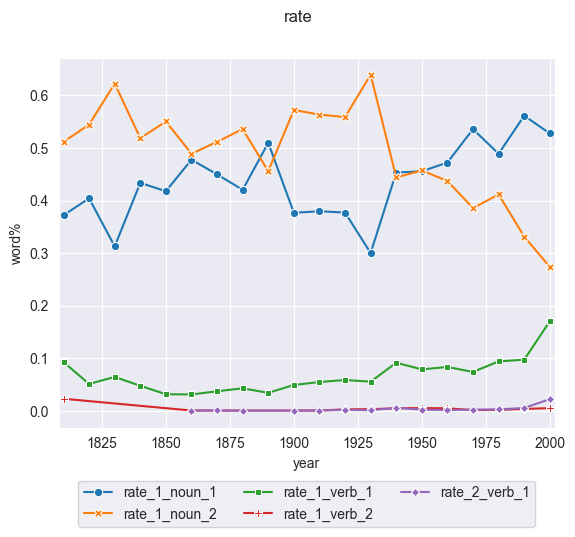 rate
0.6
0.5
0.4
0.3
0.2
0.1
0.0
word%
1825 1850 1875 1900 1925 1950 1975 2000
year
rate_1_noun_1 rate_1_verb_1 rate_2_verb_1
rate_1_noun_2 rate_1_verb_2